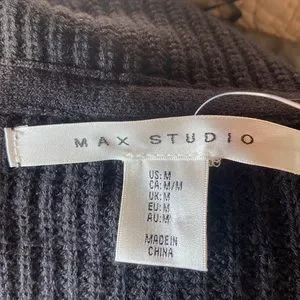 MAX STUDIO
US: M
CA: M/M
UK: M
EU: M
AU: M
MADE IN
CHINA